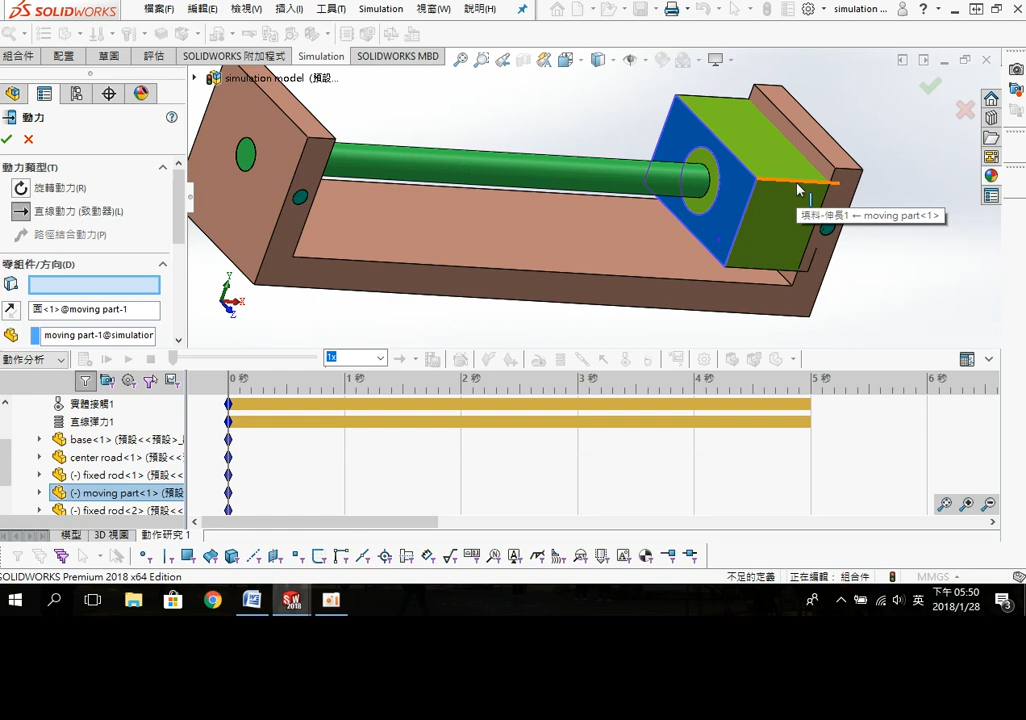 SOLIDWORKS 檔案(F) 編輯(E) 檢視(V) 插入(I) 工具(T) Simulation 視窗(W) 說明(H) simulation ...
組合件 配置 草圖 評估 SOLIDWORKS 附加程式 Simulation SOLIDWORKS MBD
simulation model (預設...
動力
動力類型(T)
旋轉動力(R)
直線動力 (致動器)(L)
路徑結合動力(P)
填料-伸長1 ← moving part<1>
零組件/方向(D)
面<1>@moving part-1
moving part-1@simulation
Y
X
Z
動作分析 1x
0 秒 1 秒 2 秒 3 秒 4 秒 5 秒 6 秒
實體接觸1
直線彈力1
base<1> (預設<<預設>_
center road<1> (預設<<
(-) fixed rod<1> (預設<<
(-) moving part<1> (預設
(-) fixed rod<2> (預設<<
模型 3D 視圖 動作研究 1
SOLIDWORKS Premium 2018 x64 Edition 不足的定義 正在編輯: 組合件 MMGS
SW 2018 英 下午 05:50
2018/1/28 3